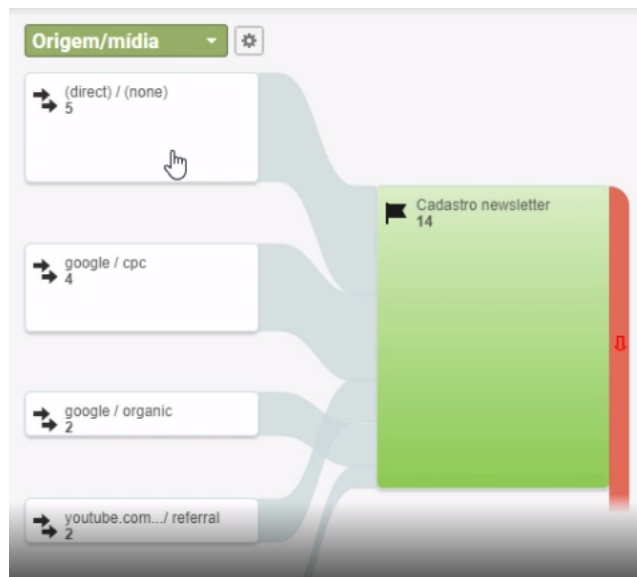 Origem/mídia
(direct) / (none)
5
google / cpc
4
google / organic
2
youtube.com.../ referral
2
Cadastro newsletter
14